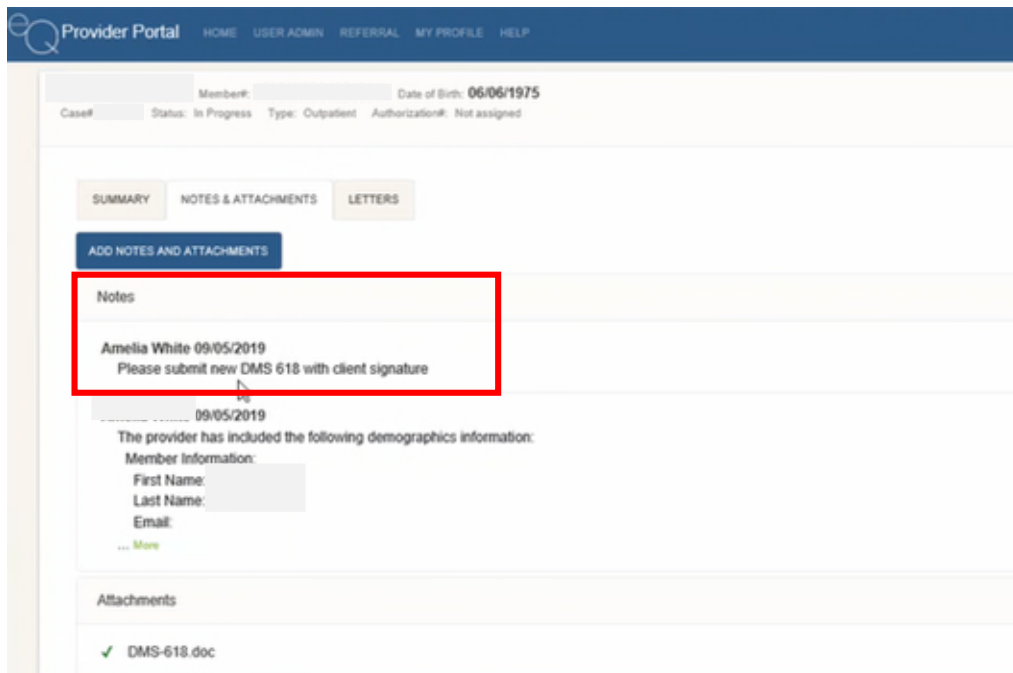 eQ Provider Portal HOME USER ADMIN REFERRAL MY PROFILE HELP
Member#: Date of Birth: 06/06/1975
Case# Status: In Progress Type: Outpatient Authorization#: Not assigned
SUMMARY NOTES & ATTACHMENTS LETTERS
ADD NOTES AND ATTACHMENTS
Notes
Amelia White 09/05/2019
Please submit new DMS 618 with client signature
09/05/2019
The provider has included the following demographics information:
Member Information:
First Name:
Last Name:
Email:
... More
Attachments
✓ DMS-618.doc